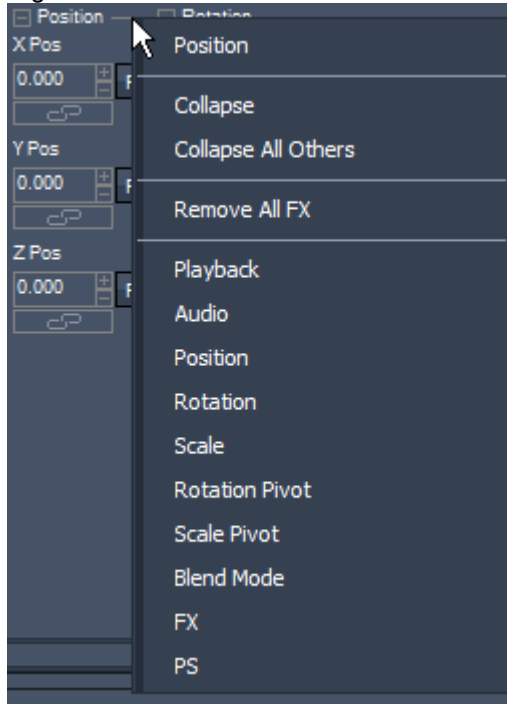 Position
Rotation
X Pos
0.000
Y Pos
0.000
Z Pos
0.000
Position
Collapse
Collapse All Others
Remove All FX
Playback
Audio
Position
Rotation
Scale
Rotation Pivot
Scale Pivot
Blend Mode
FX
PS